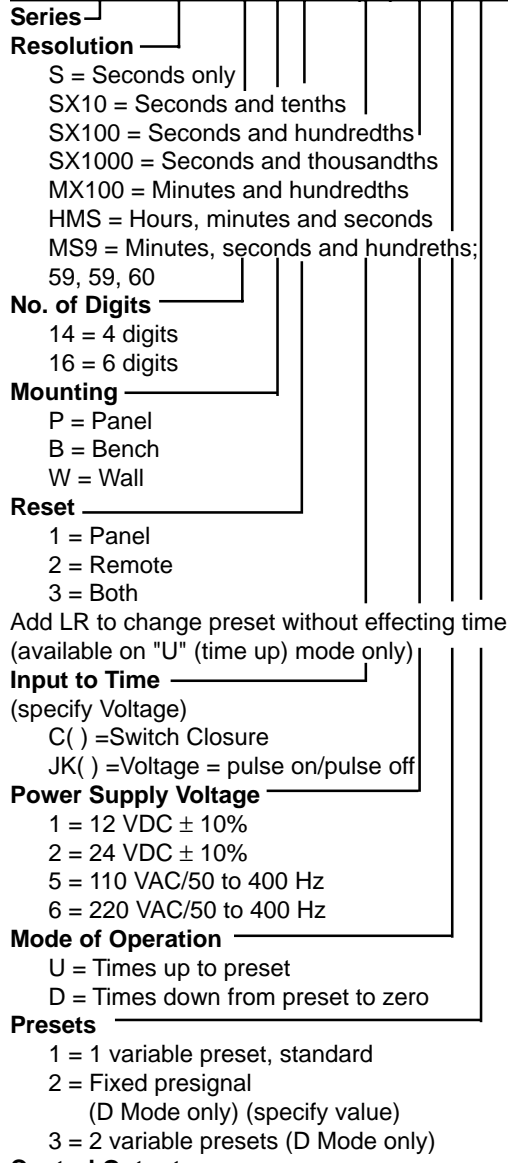 Series
Resolution
S = Seconds only
SX10 = Seconds and tenths
SX100 = Seconds and hundredths
SX1000 = Seconds and thousandths
MX100 = Minutes and hundredths
HMS = Hours, minutes and seconds
MS9 = Minutes, seconds and hundreths;
59, 59, 60
No. of Digits
14 = 4 digits
16 = 6 digits
Mounting
P = Panel
B = Bench
W = Wall
Reset
1 = Panel
2 = Remote
3 = Both
Add LR to change preset without effecting time
(available on "U" (time up) mode only)
Input to Time
(specify Voltage)
C( ) =Switch Closure
JK( ) =Voltage = pulse on/pulse off
Power Supply Voltage
1 = 12 VDC ± 10%
2 = 24 VDC ± 10%
5 = 110 VAC/50 to 400 Hz
6 = 220 VAC/50 to 400 Hz
Mode of Operation
U = Times up to preset
D = Times down from preset to zero
Presets
1 = 1 variable preset, standard
2 = Fixed presignal
(D Mode only) (specify value)
3 = 2 variable presets (D Mode only)